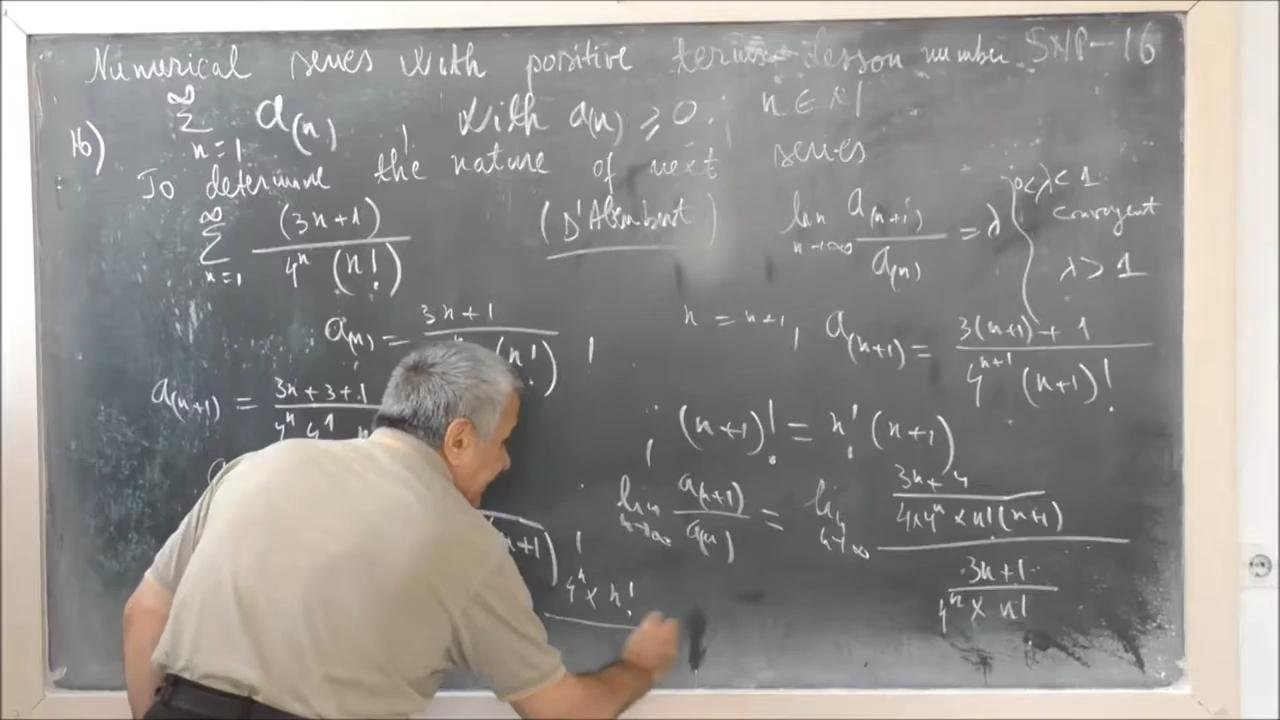 Numerical series with positive terms lesson number SNP-16
16) ∑_{n=1}^{∞} a(n) , with a(n) ⩾ 0 ; n ∈ N
To determine the nature of next series
∑_{n=1}^{∞} (3n+1) / (4^n (n!)) (D'Alembert) lim_{n→∞} a(n+1) / a(n) = λ { 0<λ<1 convergent
λ > 1
a(n) = (3n+1) / ( (n!)) , n = n+1 , a(n+1) = (3(n+1)+1) / (4^{n+1} (n+1)!)
a(n+1) = 3n+3+1 / 4^n 4^1
, (n+1)! = n! (n+1)
lim_{n→∞} a(n+1) / a(n) = lim_{n→∞} ((3n+4) / (4×4^n × n!(n+1))) / ((3n+1) / (4^n × n!))
n+1) ,
4^n × n!